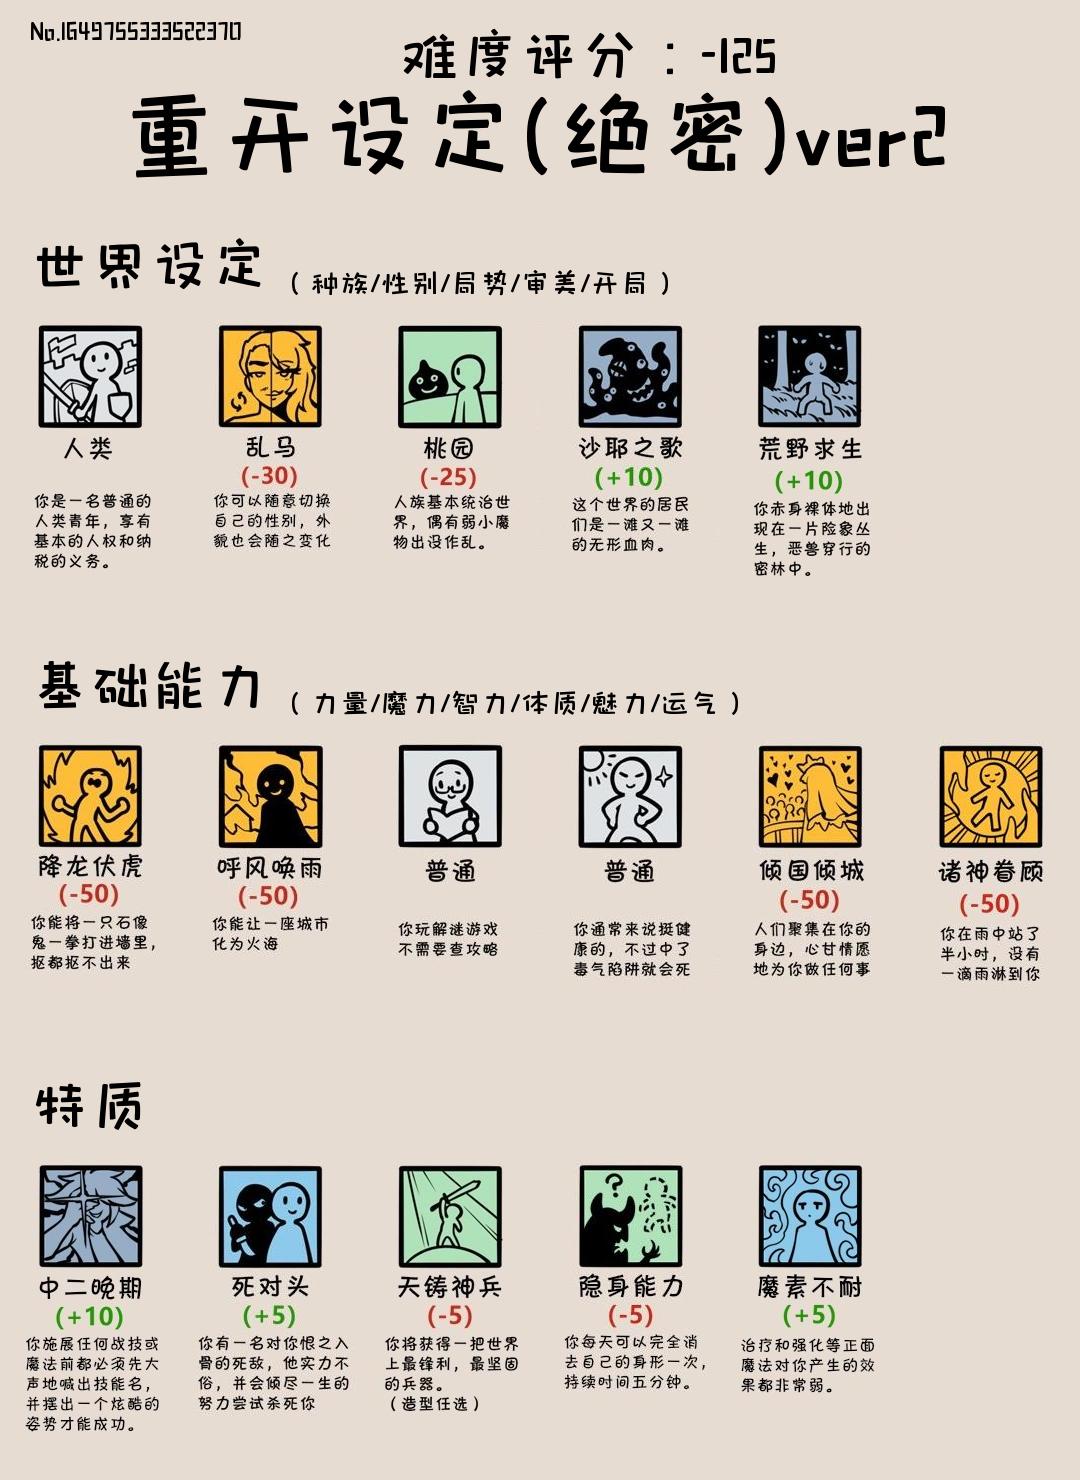 No.1649755333522370
难度评分：-125
重开设定(绝密)ver2
世界设定（种族/性别/局势/审美/开局）
人类
你是一名普通的
人类青年，享有
基本的人权和纳
税的义务。
乱马
(-30)
你可以随意切换
自己的性别，外
貌也会随之变化
桃园
(-25)
人族基本统治世
界，偶有弱小魔
物出设作乱。
沙耶之歌
(+10)
这个世界的居民
们是一滩又一滩
的无形血肉。
荒野求生
(+10)
你赤身裸体地出
现在一片险象丛
生，恶兽穿行的
密林中。
基础能力（力量/魔力/智力/体质/魅力/运气）
降龙伏虎
(-50)
你能将一只石像
鬼一拳打进墙里，
抠都抠不出来
呼风唤雨
(-50)
你能让一座城市
化为火海
普通
你玩解谜游戏
不需要查攻略
普通
你通常来说挺健
康的，不过中了
毒气陷阱就会死
倾国倾城
(-50)
人们聚集在你的
身边，心甘情愿
地为你做任何事
诸神眷顾
(-50)
你在雨中站了
半小时，没有
一滴雨淋到你
特质
中二晚期
(+10)
你施展任何战技或
魔法前都必须先大
声地喊出技能名，
并摆出一个炫酷的
姿势才能成功。
死对头
(+5)
你有一名对你恨之入
骨的死敌，他实力不
俗，并会倾尽一生的
努力尝试杀死你
天铸神兵
(-5)
你将获得一把世界
上最锋利，最坚固
的兵器。
（造型任选）
隐身能力
(-5)
你每天可以完全消
去自己的身形一次，
持续时间五分钟。
魔素不耐
(+5)
治疗和强化等正面
魔法对你产生的效
果都非常弱。